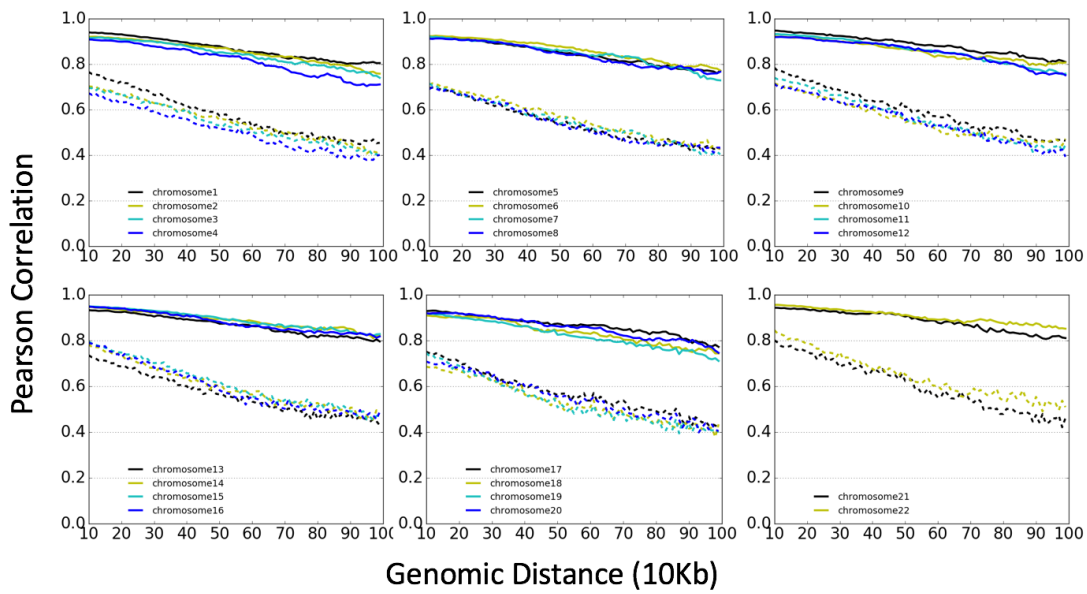 Pearson Correlation
1.0
0.8
0.6
0.4
0.2
0.0
chromosome1
chromosome2
chromosome3
chromosome4
10 20 30 40 50 60 70 80 90 100
1.0
0.8
0.6
0.4
0.2
0.0
chromosome5
chromosome6
chromosome7
chromosome8
10 20 30 40 50 60 70 80 90 100
1.0
0.8
0.6
0.4
0.2
0.0
chromosome9
chromosome10
chromosome11
chromosome12
10 20 30 40 50 60 70 80 90 100
1.0
0.8
0.6
0.4
0.2
0.0
chromosome13
chromosome14
chromosome15
chromosome16
10 20 30 40 50 60 70 80 90 100
1.0
0.8
0.6
0.4
0.2
0.0
chromosome17
chromosome18
chromosome19
chromosome20
10 20 30 40 50 60 70 80 90 100
1.0
0.8
0.6
0.4
0.2
0.0
chromosome21
chromosome22
10 20 30 40 50 60 70 80 90 100
Genomic Distance (10Kb)